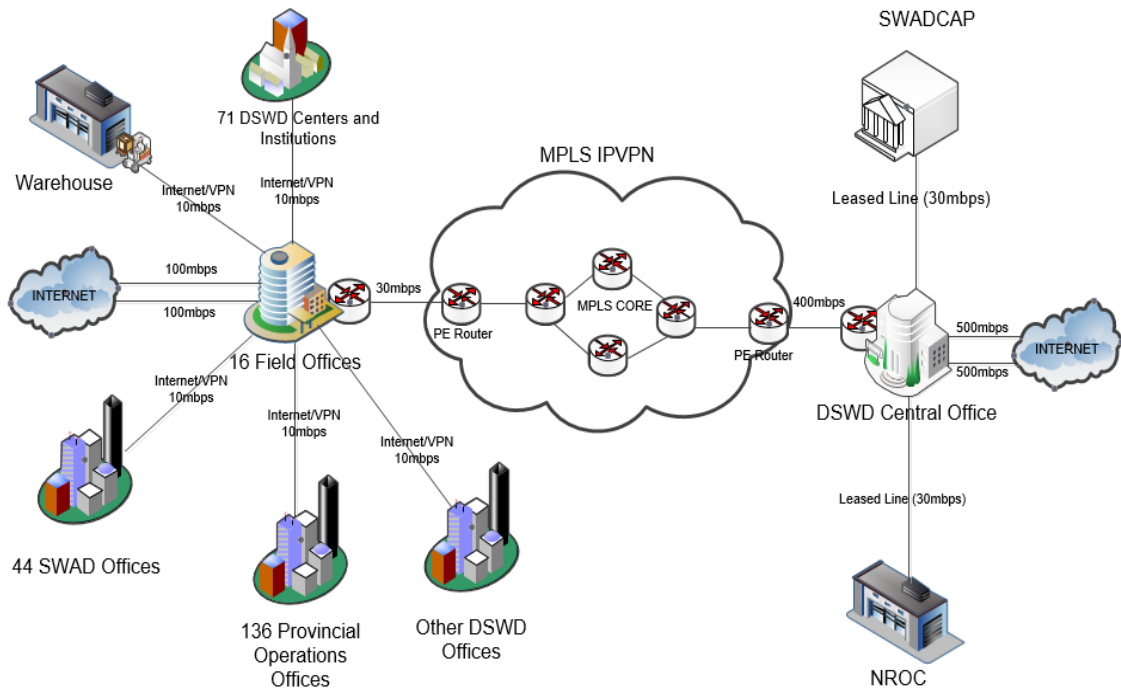 SWADCAP
71 DSWD Centers and
Institutions
Warehouse
Internet/VPN
10mbps
Internet/VPN
10mbps
MPLS IPVPN
Leased Line (30mbps)
100mbps
INTERNET
100mbps
30mbps
PE Router
MPLS CORE
PE Router
400mbps
500mbps
INTERNET
500mbps
16 Field Offices
DSWD Central Office
Internet/VPN
10mbps
Internet/VPN
10mbps
Internet/VPN
10mbps
Leased Line (30mbps)
44 SWAD Offices
136 Provincial
Operations
Offices
Other DSWD
Offices
NROC